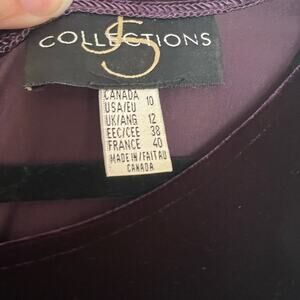 JS
COLLECTIONS
CANADA
USA/EU 10
UK/ANG 12
EEC/CEE 38
FRANCE 40
MADE IN/FAIT AU
CANADA